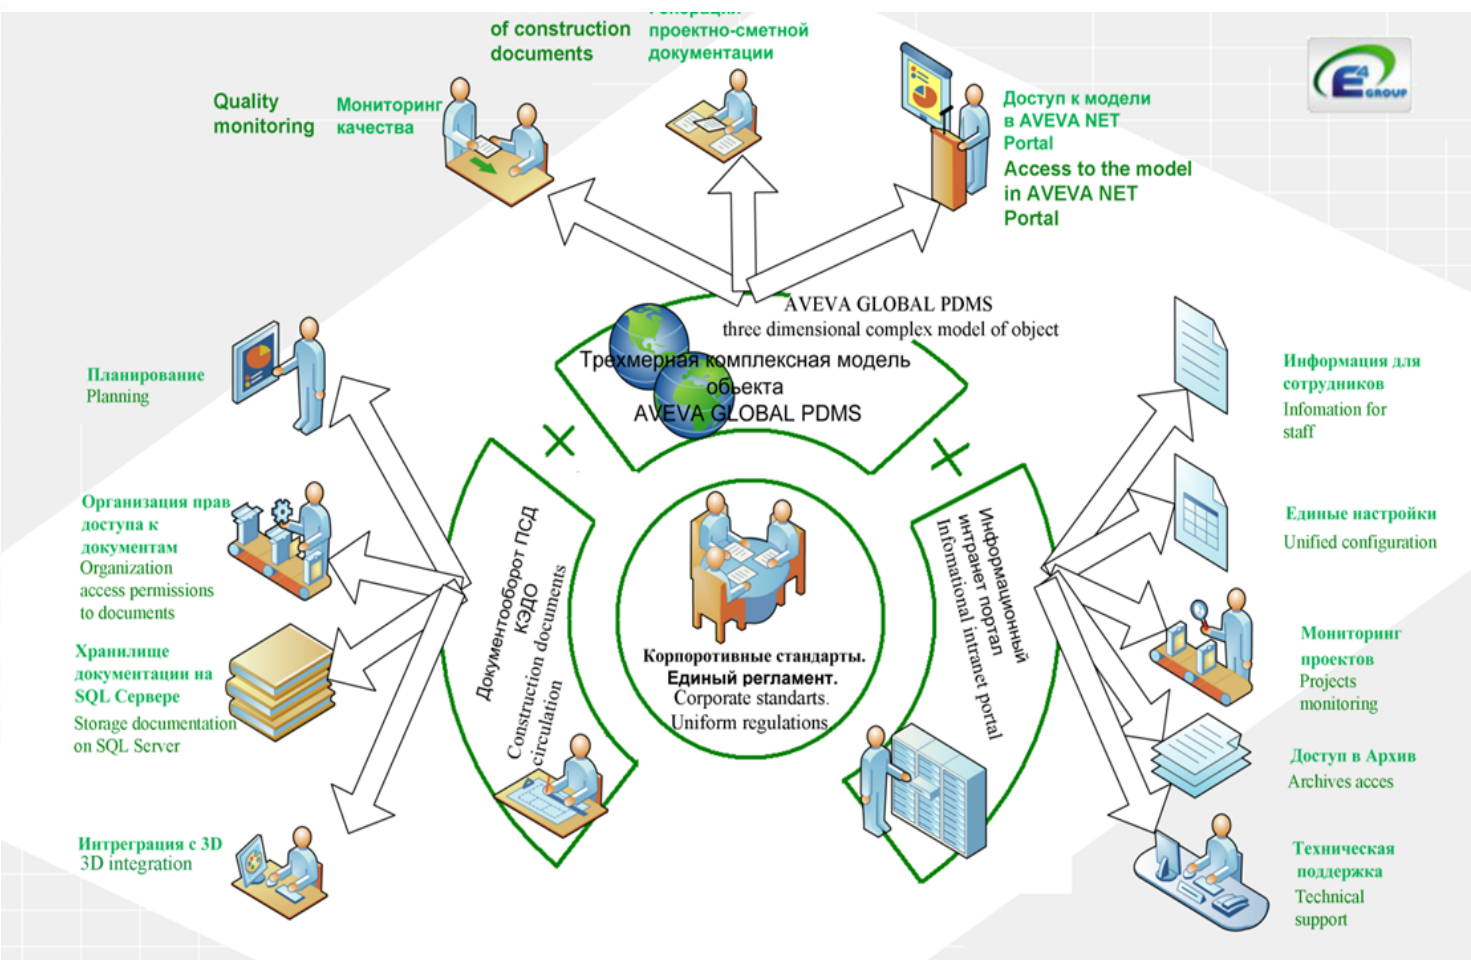 of construction
documents
проектно-сметной
документации
Quality
monitoring
Мониторинг
качества
Доступ к модели
в AVEVA NET
Portal
Access to the model
in AVEVA NET
Portal
E4
GROUP
AVEVA GLOBAL PDMS
three dimensional complex model of object
Трехмерная комплексная модель
обьекта
AVEVA GLOBAL PDMS
Планирование
Planning
Организация прав
доступа к
документам
Organization
access permissions
to documents
Хранилище
документации на
SQL Сервере
Storage documentation
on SQL Server
Интреграция с 3D
3D integration
Документооборот ПСД
КЭДО
Construction documents
circulation
Корпоротивные стандарты.
Единый регламент.
Corporate standarts.
Uniform regulations.
Информационный
интранет портал
Infomational intranet portal
Информация для
сотрудников
Infomation for
staff
Единые настройки
Unified configuration
Мониторинг
проектов
Projects
monitoring
Доступ в Архив
Archives acces
Техническая
поддержка
Technical
support